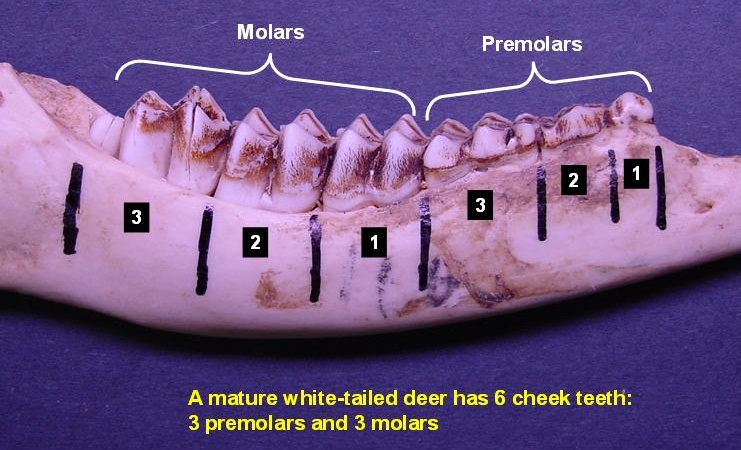 Molars
Premolars
3
2
1
3
2
1
A mature white-tailed deer has 6 cheek teeth:
3 premolars and 3 molars